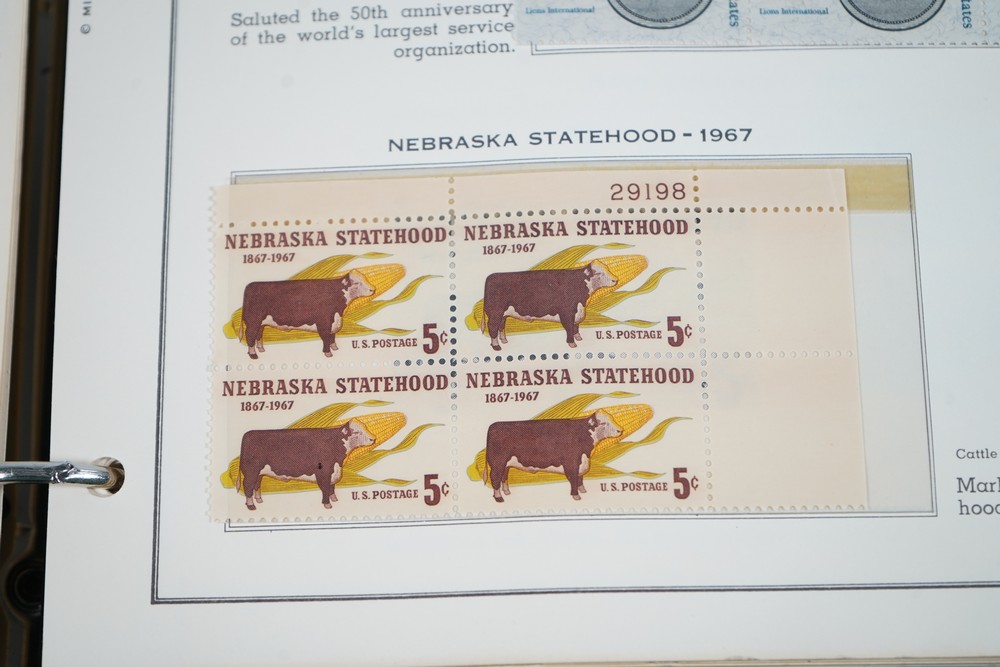 © MI
Saluted the 50th anniversary
of the world's largest service
organization.
Lions International
Lions International
NEBRASKA STATEHOOD - 1967
29198
NEBRASKA STATEHOOD
1867-1967
U.S. POSTAGE 5¢
NEBRASKA STATEHOOD
1867-1967
U.S. POSTAGE 5¢
NEBRASKA STATEHOOD
1867-1967
U.S. POSTAGE 5¢
NEBRASKA STATEHOOD
1867-1967
U.S. POSTAGE 5¢
Cattle